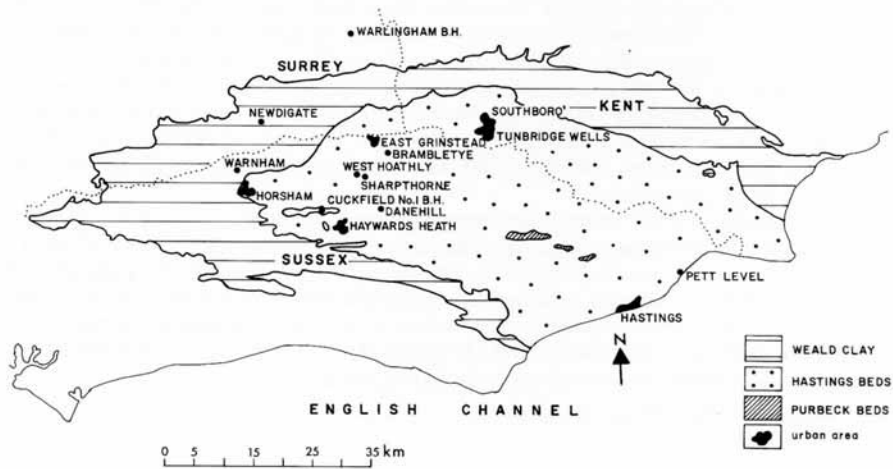 WARLINGHAM B.H.
SURREY
KENT
SOUTHBORO'
NEWDIGATE
TUNBRIDGE WELLS
EAST GRINSTEAD
BRAMBLETYE
WARNHAM
WEST HOATHLY
SHARPTHORNE
HORSHAM
CUCKFIELD No.I B.H.
DANEHILL
HAYWARDS HEATH
SUSSEX
PETT LEVEL
HASTINGS
N
WEALD CLAY
HASTINGS BEDS
PURBECK BEDS
urban area
ENGLISH CHANNEL
0 5 15 25 35 km